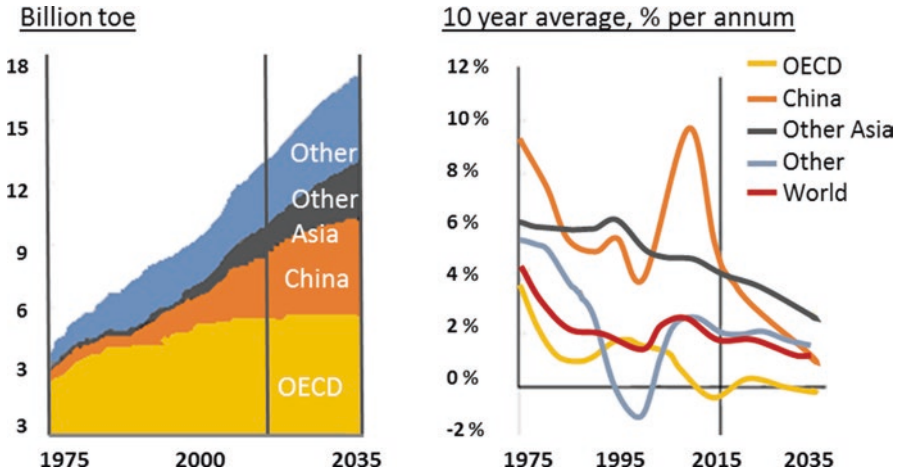 Billion toe
18
15
12
9
6
3
3
1975 2000 2035
Other
Other
Asia
China
OECD
10 year average, % per annum
12 %
10 %
8 %
6 %
4 %
2 %
0 %
-2 %
1975 1995 2015 2035
OECD
China
Other Asia
Other
World